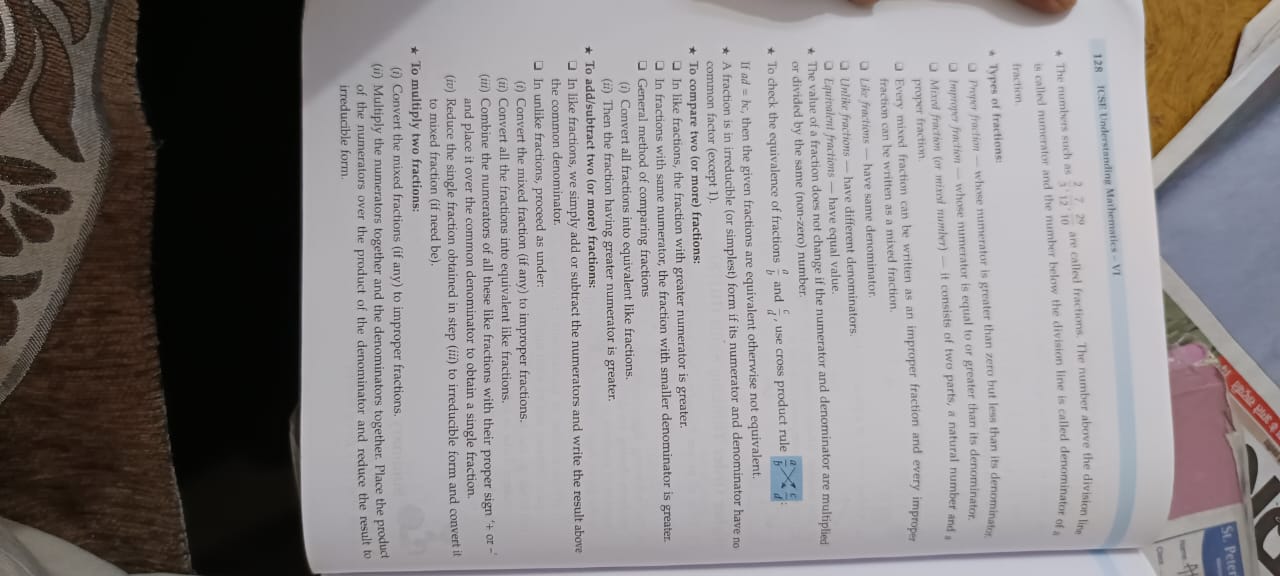 128 ICSE Understanding Mathematics – VI
★ The numbers such as 2/3, 7/12, 29/10 are called fractions. The number above the division line
is called numerator and the number below the division line is called denominator of a
fraction.
★ Types of fractions:
❑ Proper fraction — whose numerator is greater than zero but less than its denominator.
❑ Improper fraction — whose numerator is equal to or greater than its denominator.
❑ Mixed fraction (or mixed number) — it consists of two parts, a natural number and a
proper fraction.
❑ Every mixed fraction can be written as an improper fraction and every improper
fraction can be written as a mixed fraction.
❑ Like fractions — have same denominator.
❑ Unlike fractions — have different denominators.
❑ Equivalent fractions — have equal value.
★ The value of a fraction does not change if the numerator and denominator are multiplied
or divided by the same (non-zero) number.
★ To check the equivalence of fractions a/b and c/d, use cross product rule a/b c/d :
If ad = bc, then the given fractions are equivalent otherwise not equivalent.
★ A fraction is in irreducible (or simplest) form if its numerator and denominator have no
common factor (except 1).
★ To compare two (or more) fractions:
❑ In like fractions, the fraction with greater numerator is greater.
❑ In fractions with same numerator, the fraction with smaller denominator is greater.
❑ General method of comparing fractions
(i) Convert all fractions into equivalent like fractions.
(ii) Then the fraction having greater numerator is greater.
★ To add/subtract two (or more) fractions:
❑ In like fractions, we simply add or subtract the numerators and write the result above
the common denominator.
❑ In unlike fractions, proceed as under:
(i) Convert the mixed fraction (if any) to improper fractions.
(ii) Convert all the fractions into equivalent like fractions.
(iii) Combine the numerators of all these like fractions with their proper sign '+ or –'
and place it over the common denominator to obtain a single fraction.
(iv) Reduce the single fraction obtained in step (iii) to irreducible form and convert it
to mixed fraction (if need be).
★ To multiply two fractions:
(i) Convert the mixed fractions (if any) to improper fractions.
(ii) Multiply the numerators together and the denominators together. Place the product
of the numerators over the product of the denominator and reduce the result to
irreducible form.
St. Peter